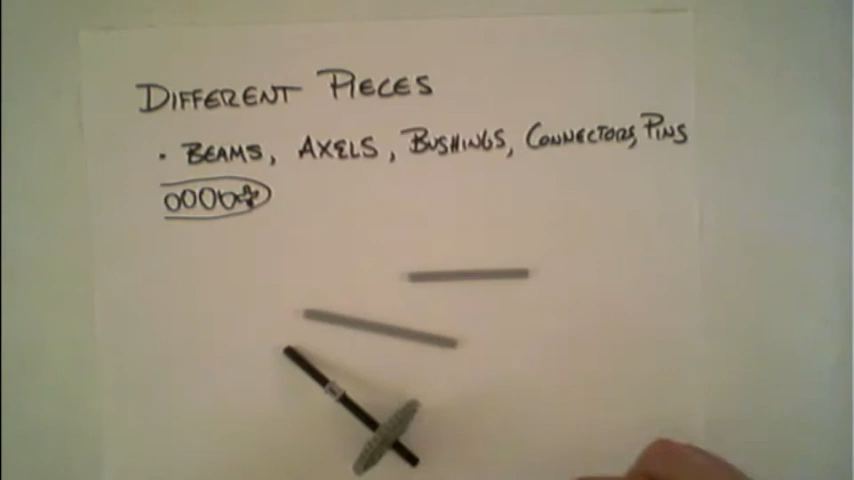 DIFFERENT PIECES
• BEAMS, AXELS, BUSHINGS, CONNECTORS, PINS